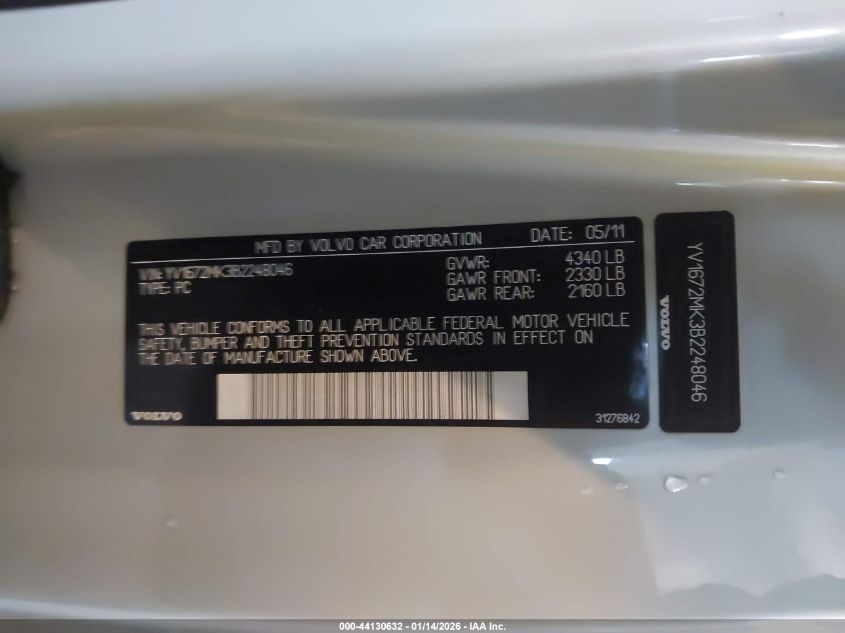 MFD BY VOLVO CAR CORPORATION DATE: 05/11
VIN: YV1672MK3B2248046
TYPE: PC
GVWR: 4340 LB
GAWR FRONT: 2330 LB
GAWR REAR: 2160 LB
THIS VEHICLE CONFORMS TO ALL APPLICABLE FEDERAL MOTOR VEHICLE
SAFETY, BUMPER AND THEFT PREVENTION STANDARDS IN EFFECT ON
THE DATE OF MANUFACTURE SHOWN ABOVE.
VOLVO
31276842
YV1672MK3B2248046
VOLVO
000-44130632 - 01/14/2026 - IAA Inc.